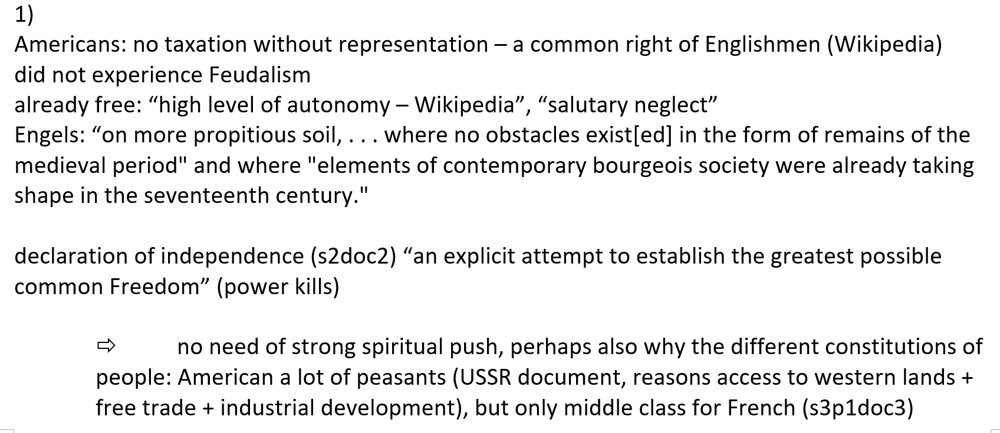 1)
Americans: no taxation without representation – a common right of Englishmen (Wikipedia)
did not experience Feudalism
already free: “high level of autonomy – Wikipedia”, “salutary neglect”
Engels: “on more propitious soil, . . . where no obstacles exist[ed] in the form of remains of the
medieval period" and where "elements of contemporary bourgeois society were already taking
shape in the seventeenth century."
declaration of independence (s2doc2) “an explicit attempt to establish the greatest possible
common Freedom” (power kills)
⇨ no need of strong spiritual push, perhaps also why the different constitutions of
people: American a lot of peasants (USSR document, reasons access to western lands +
free trade + industrial development), but only middle class for French (s3p1doc3)